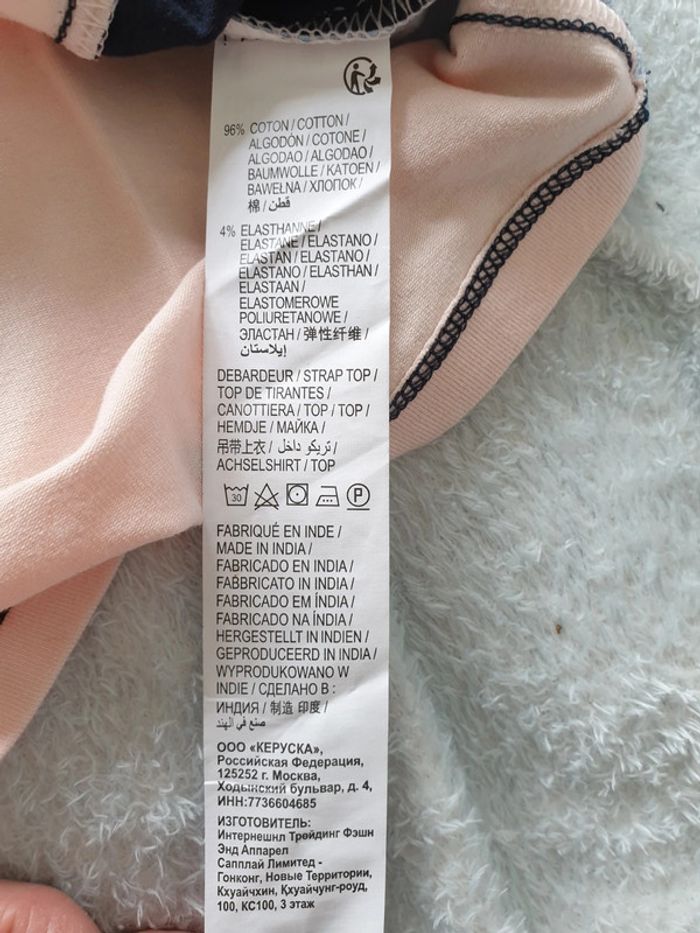 96% COTON / COTTON /
ALGODÓN / COTONE /
ALGODAO / ALGODAO /
BAUMWOLLE / KATOEN /
BAWEŁNA / ХЛОПОК /
棉 / قطن
4% ELASTHANNE /
ELASTANE / ELASTANO /
ELASTAN / ELASTANO /
ELASTANO / ELASTHAN /
ELASTAAN /
ELASTOMEROWE
POLIURETANOWE /
ЭЛАСТАН / 弹性纤维 /
إيلاستان
DEBARDEUR / STRAP TOP /
TOP DE TIRANTES /
CANOTTIERA / TOP / TOP /
HEMDJE / МАЙКА /
吊带上衣 / تريكو داخل /
ACHSELSHIRT / TOP
30 P
FABRIQUÉ EN INDE /
MADE IN INDIA /
FABRICADO EN INDIA /
FABBRICATO IN INDIA /
FABRICADO EM ÍNDIA /
FABRICADO NA ÍNDIA /
HERGESTELLT IN INDIEN /
GEPRODUCEERD IN INDIA /
WYPRODUKOWANO W
INDIE / СДЕЛАНО В :
ИНДИЯ / 制造 印度 /
صنع في الهند
ООО «КЕРУСКА»,
Российская Федерация,
125252 г. Москва,
Ходынский бульвар, д. 4,
ИНН:7736604685
ИЗГОТОВИТЕЛЬ:
Интернешнл Трейдинг Фэшн
Энд Аппарел
Сапплай Лимитед -
Гонконг, Новые Территории,
Кхуайчхин, Қхуайчунг-роуд,
100, КС100, 3 этаж